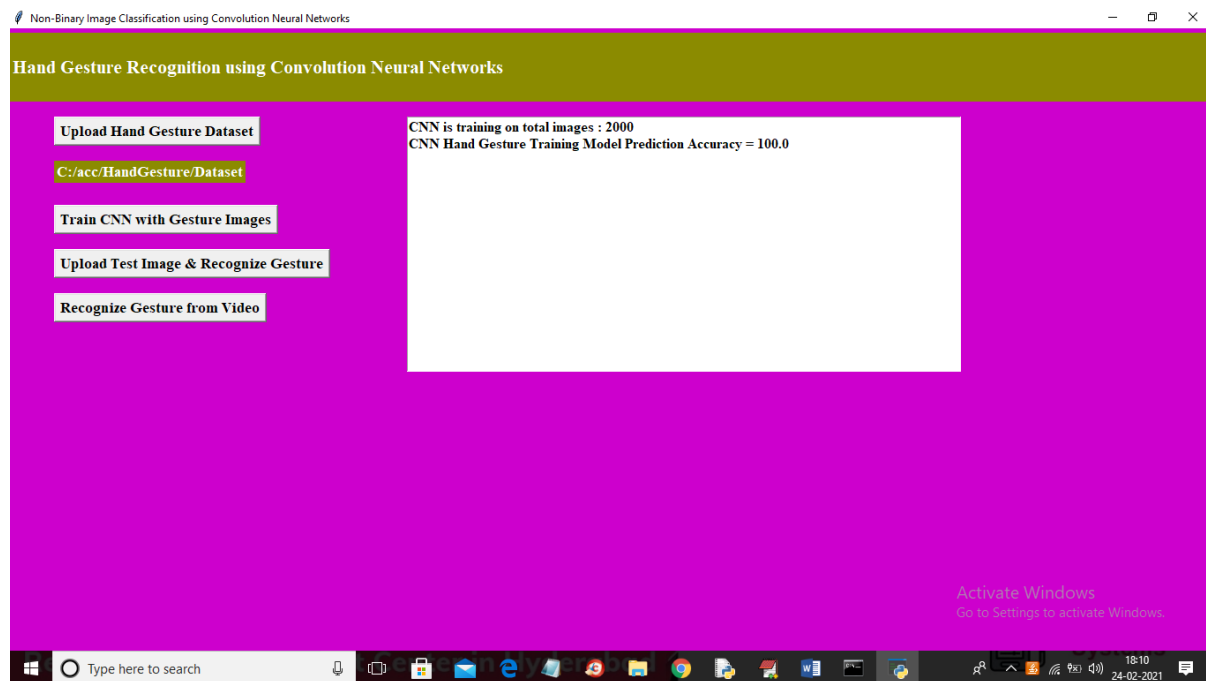 Non-Binary Image Classification using Convolution Neural Networks
Hand Gesture Recognition using Convolution Neural Networks
Upload Hand Gesture Dataset
C:/acc/HandGesture/Dataset
Train CNN with Gesture Images
Upload Test Image & Recognize Gesture
Recognize Gesture from Video
CNN is training on total images : 2000
CNN Hand Gesture Training Model Prediction Accuracy = 100.0
Activate Windows
Go to Settings to activate Windows.
Type here to search
18:10
24-02-2021